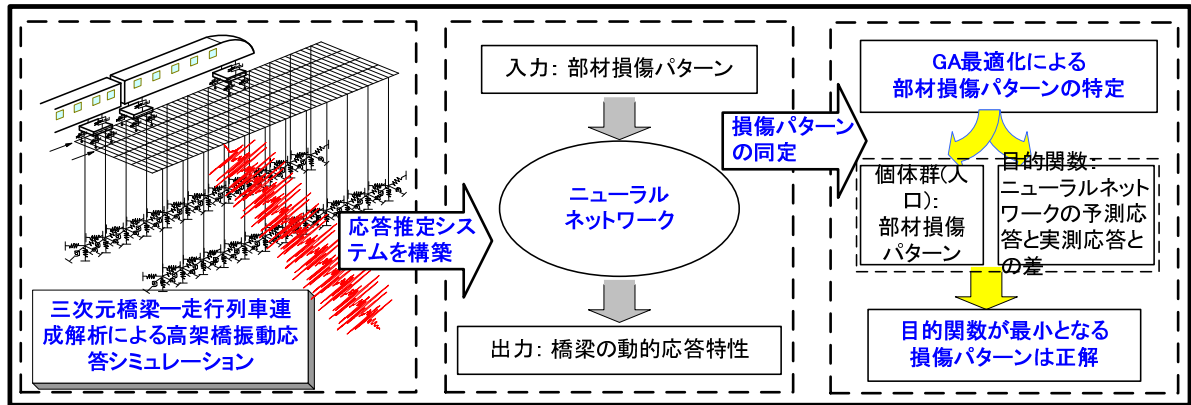 三次元橋梁ー走行列車連
成解析による高架橋振動応
答シミュレーション
応答推定シス
テムを構築
入力: 部材損傷パターン
ニューラル
ネットワーク
出力: 橋梁の動的応答特性
損傷パターン
の同定
GA最適化による
部材損傷パターンの特定
個体群(人
口):
部材損傷
パターン
目的関数:
ニューラルネット
ワークの予測応
答と実測応答と
の差
目的関数が最小となる
損傷パターンは正解